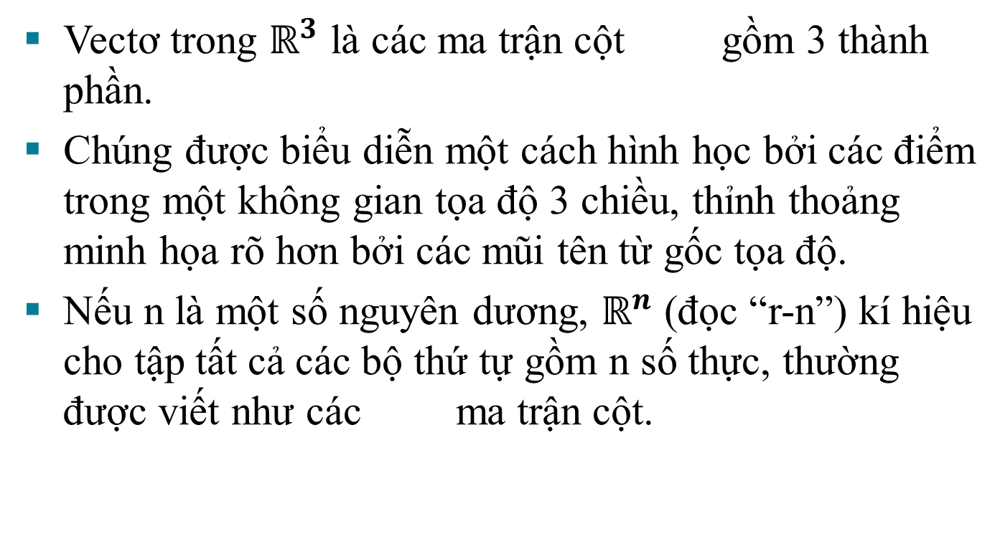 ▪ Vectơ trong ℝ³ là các ma trận cột gồm 3 thành
phần.
▪ Chúng được biểu diễn một cách hình học bởi các điểm
trong một không gian tọa độ 3 chiều, thỉnh thoảng
minh họa rõ hơn bởi các mũi tên từ gốc tọa độ.
▪ Nếu n là một số nguyên dương, ℝⁿ (đọc “r-n”) kí hiệu
cho tập tất cả các bộ thứ tự gồm n số thực, thường
được viết như các ma trận cột.